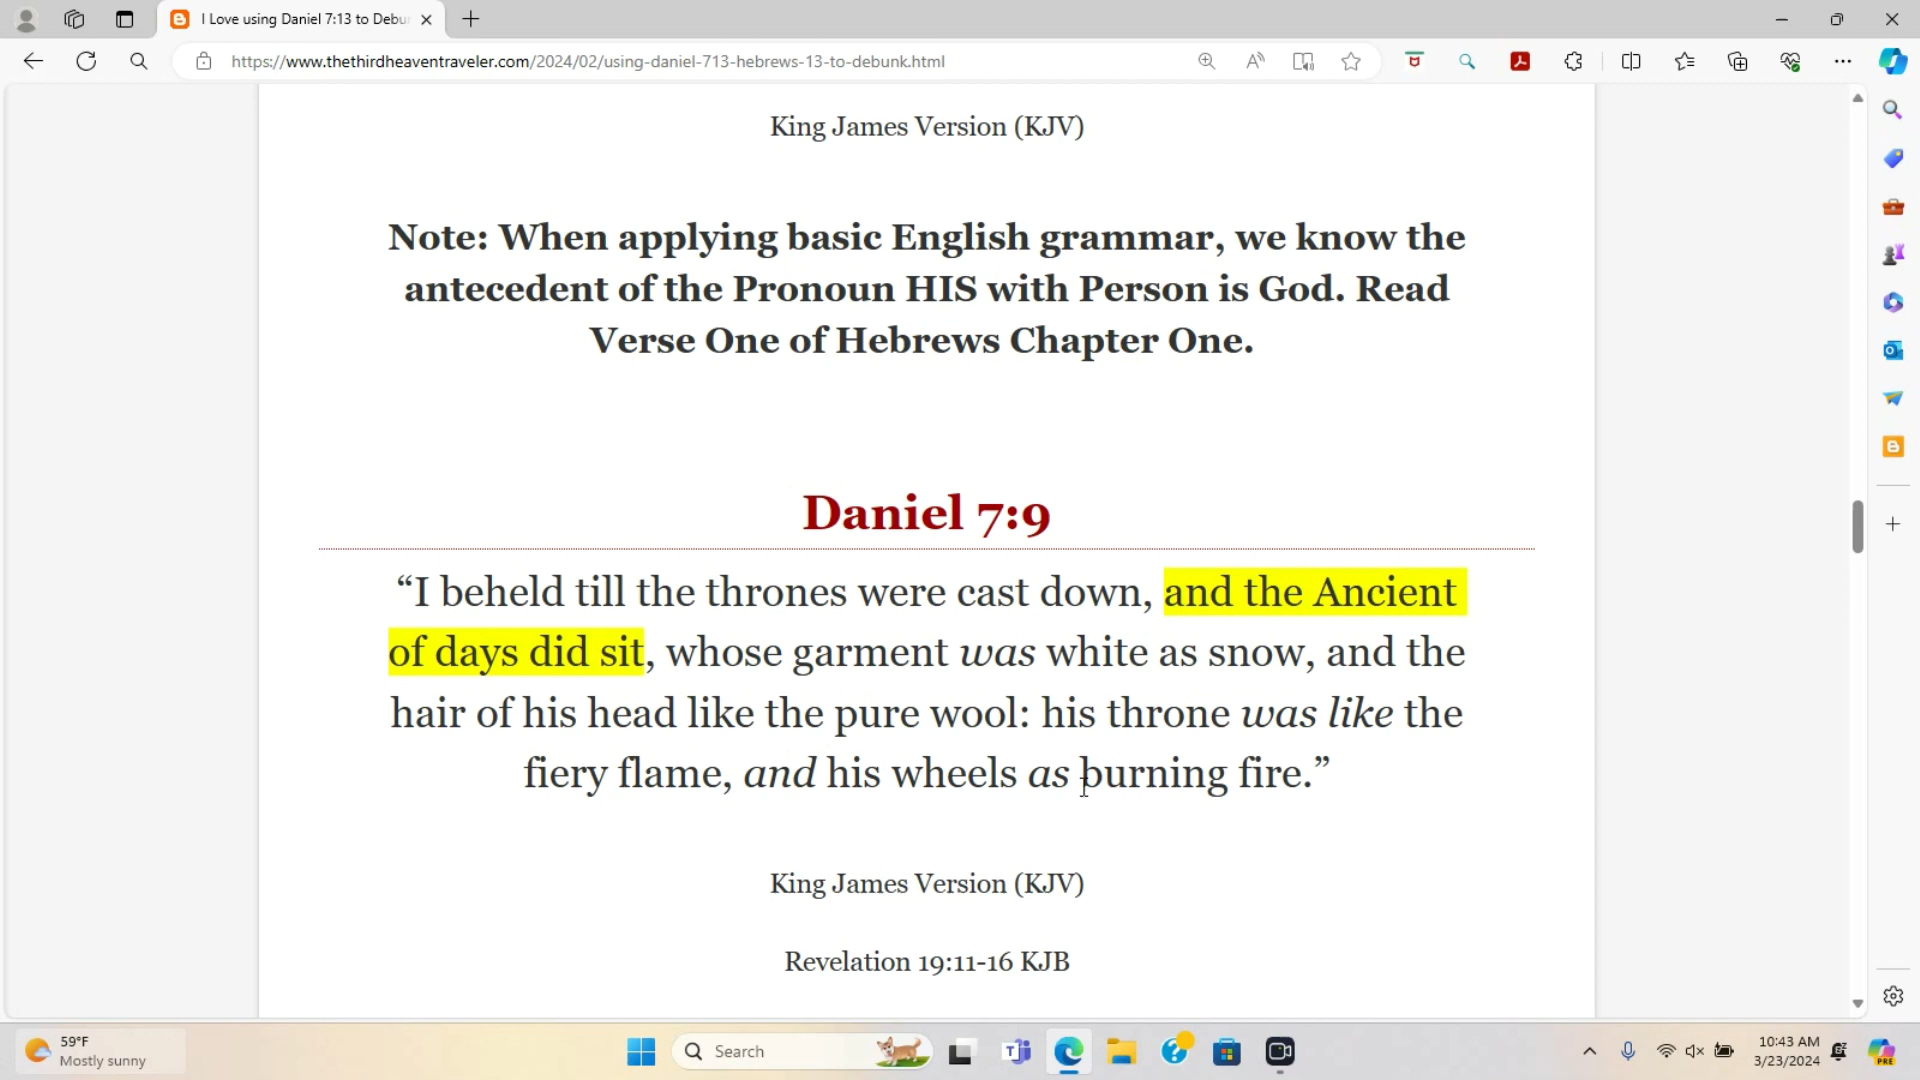 I Love using Daniel 7:13 to Debu
https://www.thethirdheaventraveler.com/2024/02/using-daniel-713-hebrews-13-to-debunk.html
King James Version (KJV)
Note: When applying basic English grammar, we know the
antecedent of the Pronoun HIS with Person is God. Read
Verse One of Hebrews Chapter One.
Daniel 7:9
“I beheld till the thrones were cast down, and the Ancient
of days did sit, whose garment was white as snow, and the
hair of his head like the pure wool: his throne was like the
fiery flame, and his wheels as burning fire.”
King James Version (KJV)
Revelation 19:11-16 KJB
59°F
Mostly sunny
Search
10:43 AM
3/23/2024
PRE